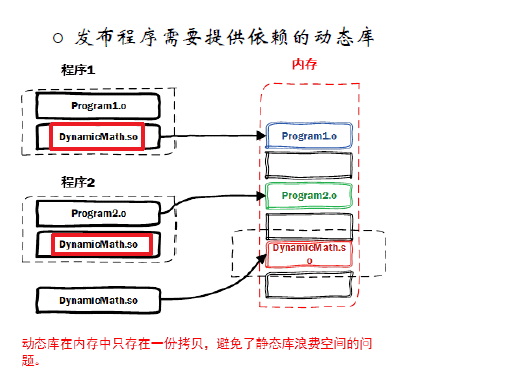 发布程序需要提供依赖的动态库
程序1
内存
Program1.o
DynamicMath.so
Program1.o
程序2
Program2.o
Program2.o
DynamicMath.so
DynamicMath.s
o
DynamicMath.so
动态库在内存中只存在一份拷贝，避免了静态库浪费空间的问
题。